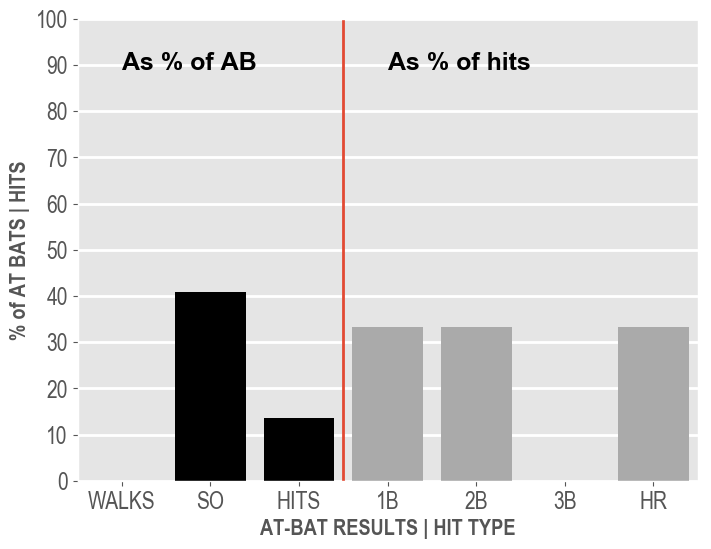 As % of AB
As % of hits
% of AT BATS | HITS
100
90
80
70
60
50
40
30
20
10
0
WALKS SO HITS 1B 2B 3B HR
AT-BAT RESULTS | HIT TYPE